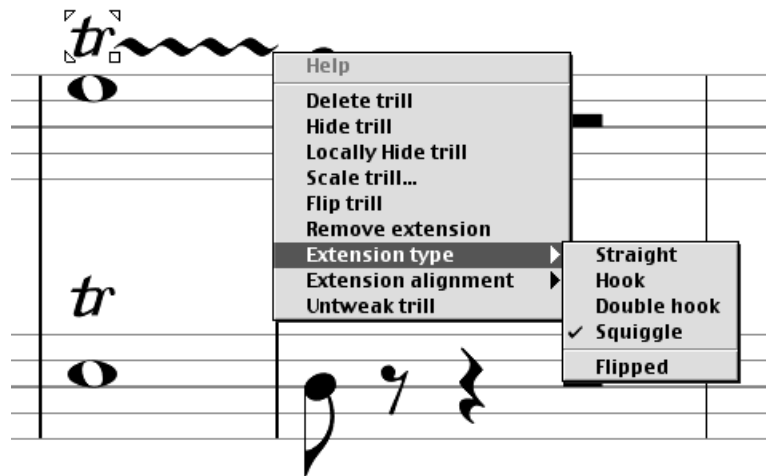 tr
Help
Delete trill
Hide trill
Locally Hide trill
Scale trill...
Flip trill
Remove extension
Extension type
Extension alignment
Untweak trill
Straight
Hook
Double hook
Squiggle
Flipped
tr